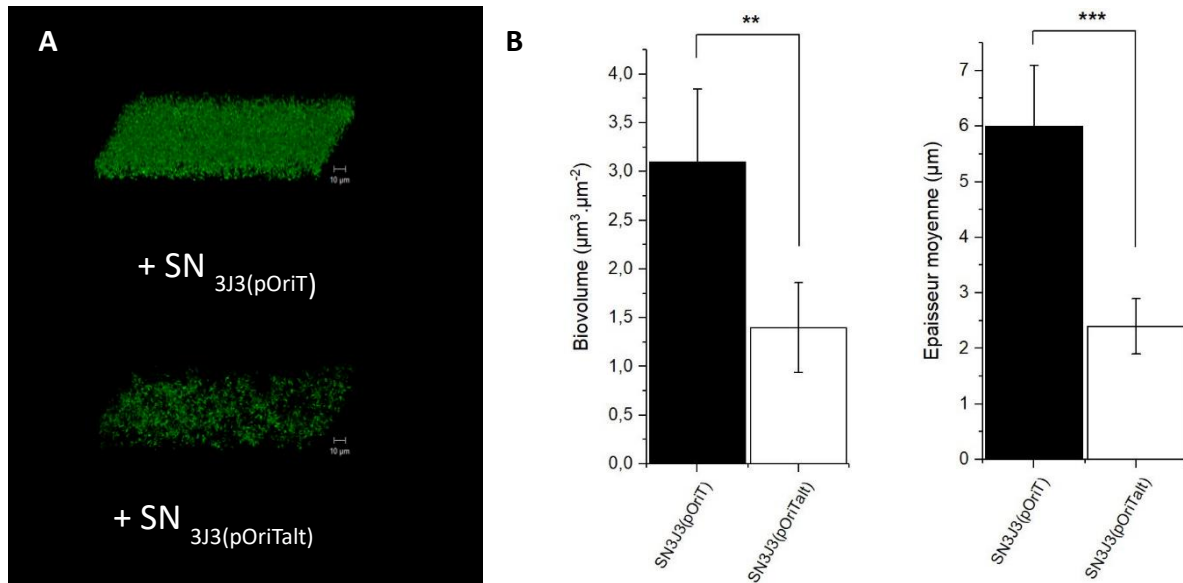 A
10 µm
+ SN 3J3(pOriT)
10 µm
+ SN 3J3(pOriTalt)
B
**
Biovolume (µm³.µm⁻²)
4,0
3,5
3,0
2,5
2,0
1,5
1,0
0,5
0,0
SN3J3(pOriT)
SN3J3(pOriTalt)
***
Epaisseur moyenne (µm)
7
6
5
4
3
2
1
0
SN3J3(pOriT)
SN3J3(pOriTalt)